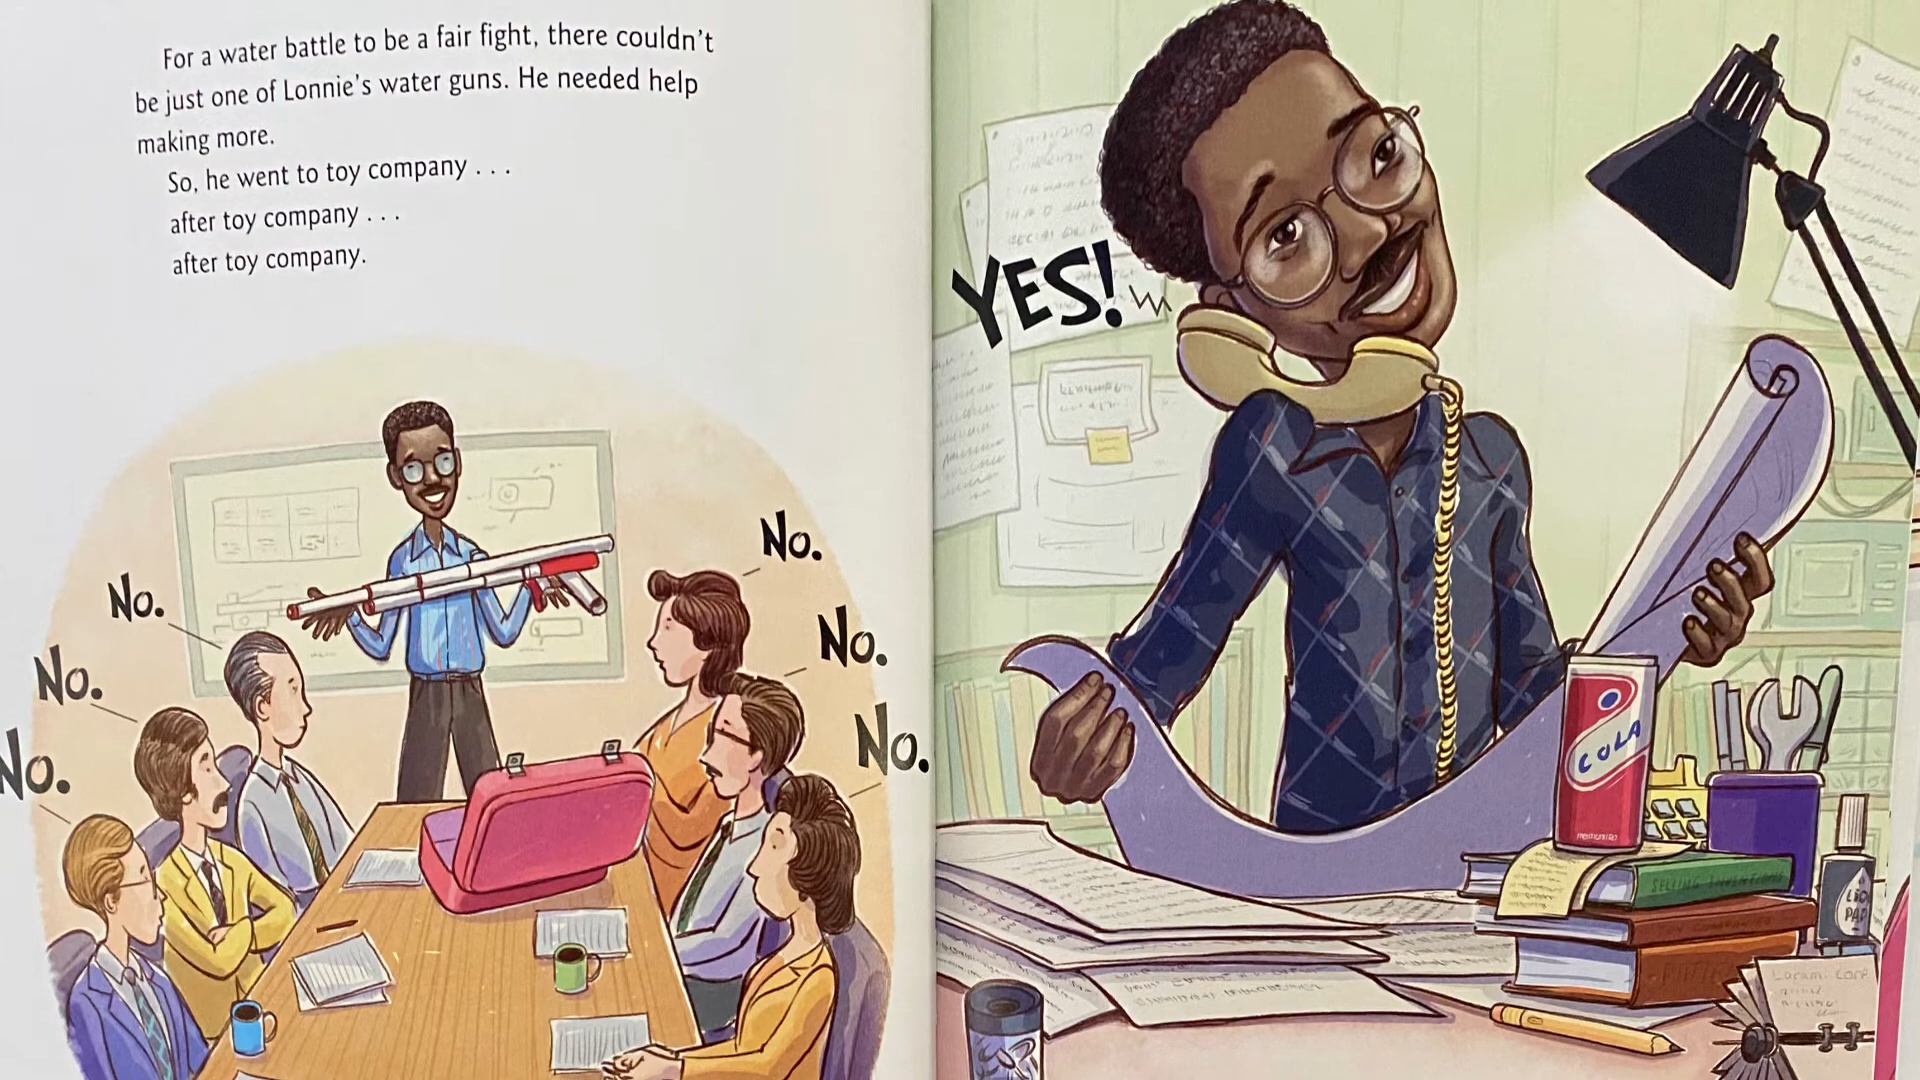 For a water battle to be a fair fight, there couldn't
be just one of Lonnie's water guns. He needed help
making more.
So, he went to toy company . . .
after toy company . . .
after toy company.
No.
No.
No.
No.
No.
No.
YES!
COLA
SELLING INVENTIONS